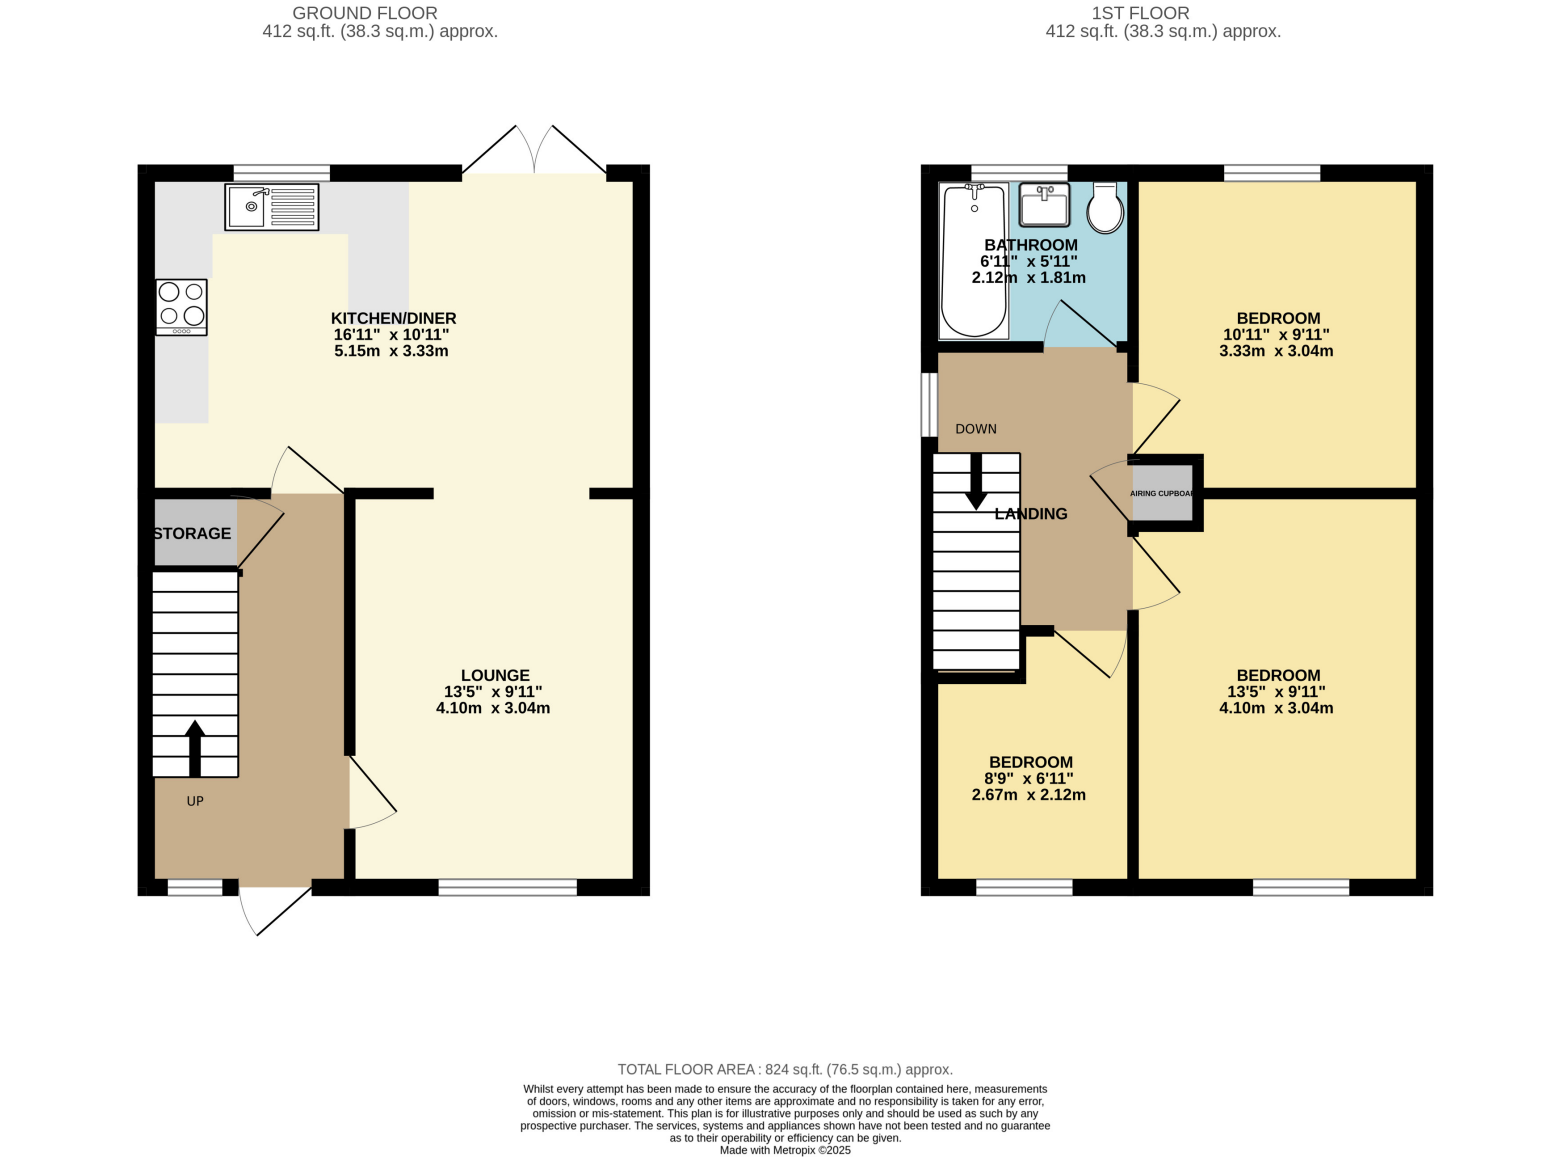 GROUND FLOOR
412 sq.ft. (38.3 sq.m.) approx.
1ST FLOOR
412 sq.ft. (38.3 sq.m.) approx.
KITCHEN/DINER
16'11" x 10'11"
5.15m x 3.33m
STORAGE
UP
LOUNGE
13'5" x 9'11"
4.10m x 3.04m
BATHROOM
6'11" x 5'11"
2.12m x 1.81m
BEDROOM
10'11" x 9'11"
3.33m x 3.04m
DOWN
LANDING
AIRING CUPBOAR
BEDROOM
13'5" x 9'11"
4.10m x 3.04m
BEDROOM
8'9" x 6'11"
2.67m x 2.12m
TOTAL FLOOR AREA : 824 sq.ft. (76.5 sq.m.) approx.
Whilst every attempt has been made to ensure the accuracy of the floorplan contained here, measurements
of doors, windows, rooms and any other items are approximate and no responsibility is taken for any error,
omission or mis-statement. This plan is for illustrative purposes only and should be used as such by any
prospective purchaser. The services, systems and appliances shown have not been tested and no guarantee
as to their operability or efficiency can be given.
Made with Metropix ©2025